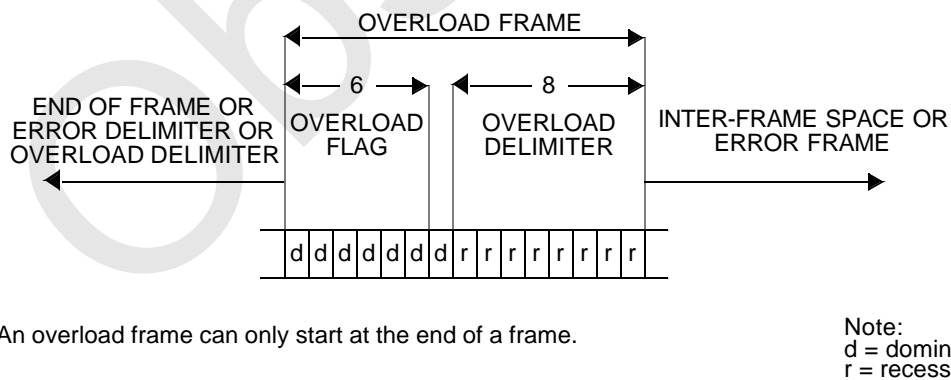 OVERLOAD FRAME
6
8
END OF FRAME OR
ERROR DELIMITER OR
OVERLOAD DELIMITER
OVERLOAD
FLAG
OVERLOAD
DELIMITER
INTER-FRAME SPACE OR
ERROR FRAME
d d d d d d d r r r r r r r r
An overload frame can only start at the end of a frame.
Note:
d = domin
r = recess